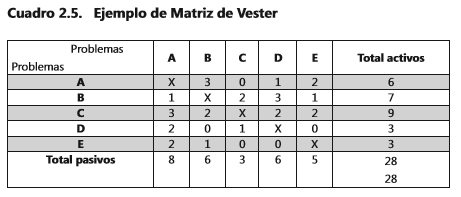 Cuadro 2.5. Ejemplo de Matriz de Vester
Problemas
Problemas A B C D E Total activos
A X 3 0 1 2 6
B 1 X 2 3 1 7
C 3 2 X 2 2 9
D 2 0 1 X 0 3
E 2 1 0 0 X 3
Total pasivos 8 6 3 6 5 28
28